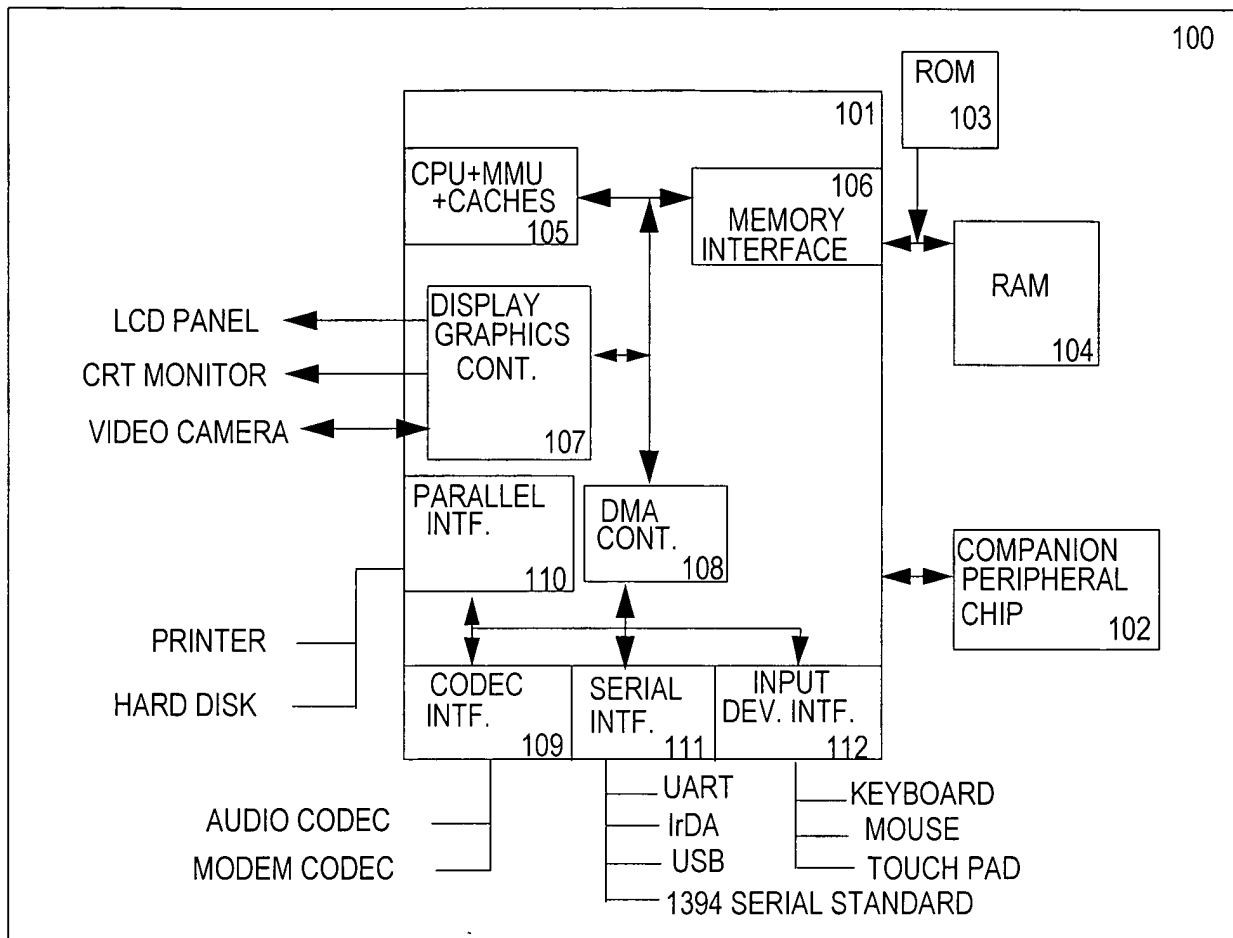 100
ROM
103
101
CPU+MMU
+CACHES
105
106
MEMORY
INTERFACE
RAM
104
LCD PANEL
CRT MONITOR
VIDEO CAMERA
DISPLAY
GRAPHICS
CONT.
107
PARALLEL
INTF.
110
DMA
CONT.
108
COMPANION
PERIPHERAL
CHIP
102
PRINTER
HARD DISK
CODEC
INTF.
109
SERIAL
INTF.
111
INPUT
DEV. INTF.
112
AUDIO CODEC
MODEM CODEC
UART
IrDA
USB
1394 SERIAL STANDARD
KEYBOARD
MOUSE
TOUCH PAD